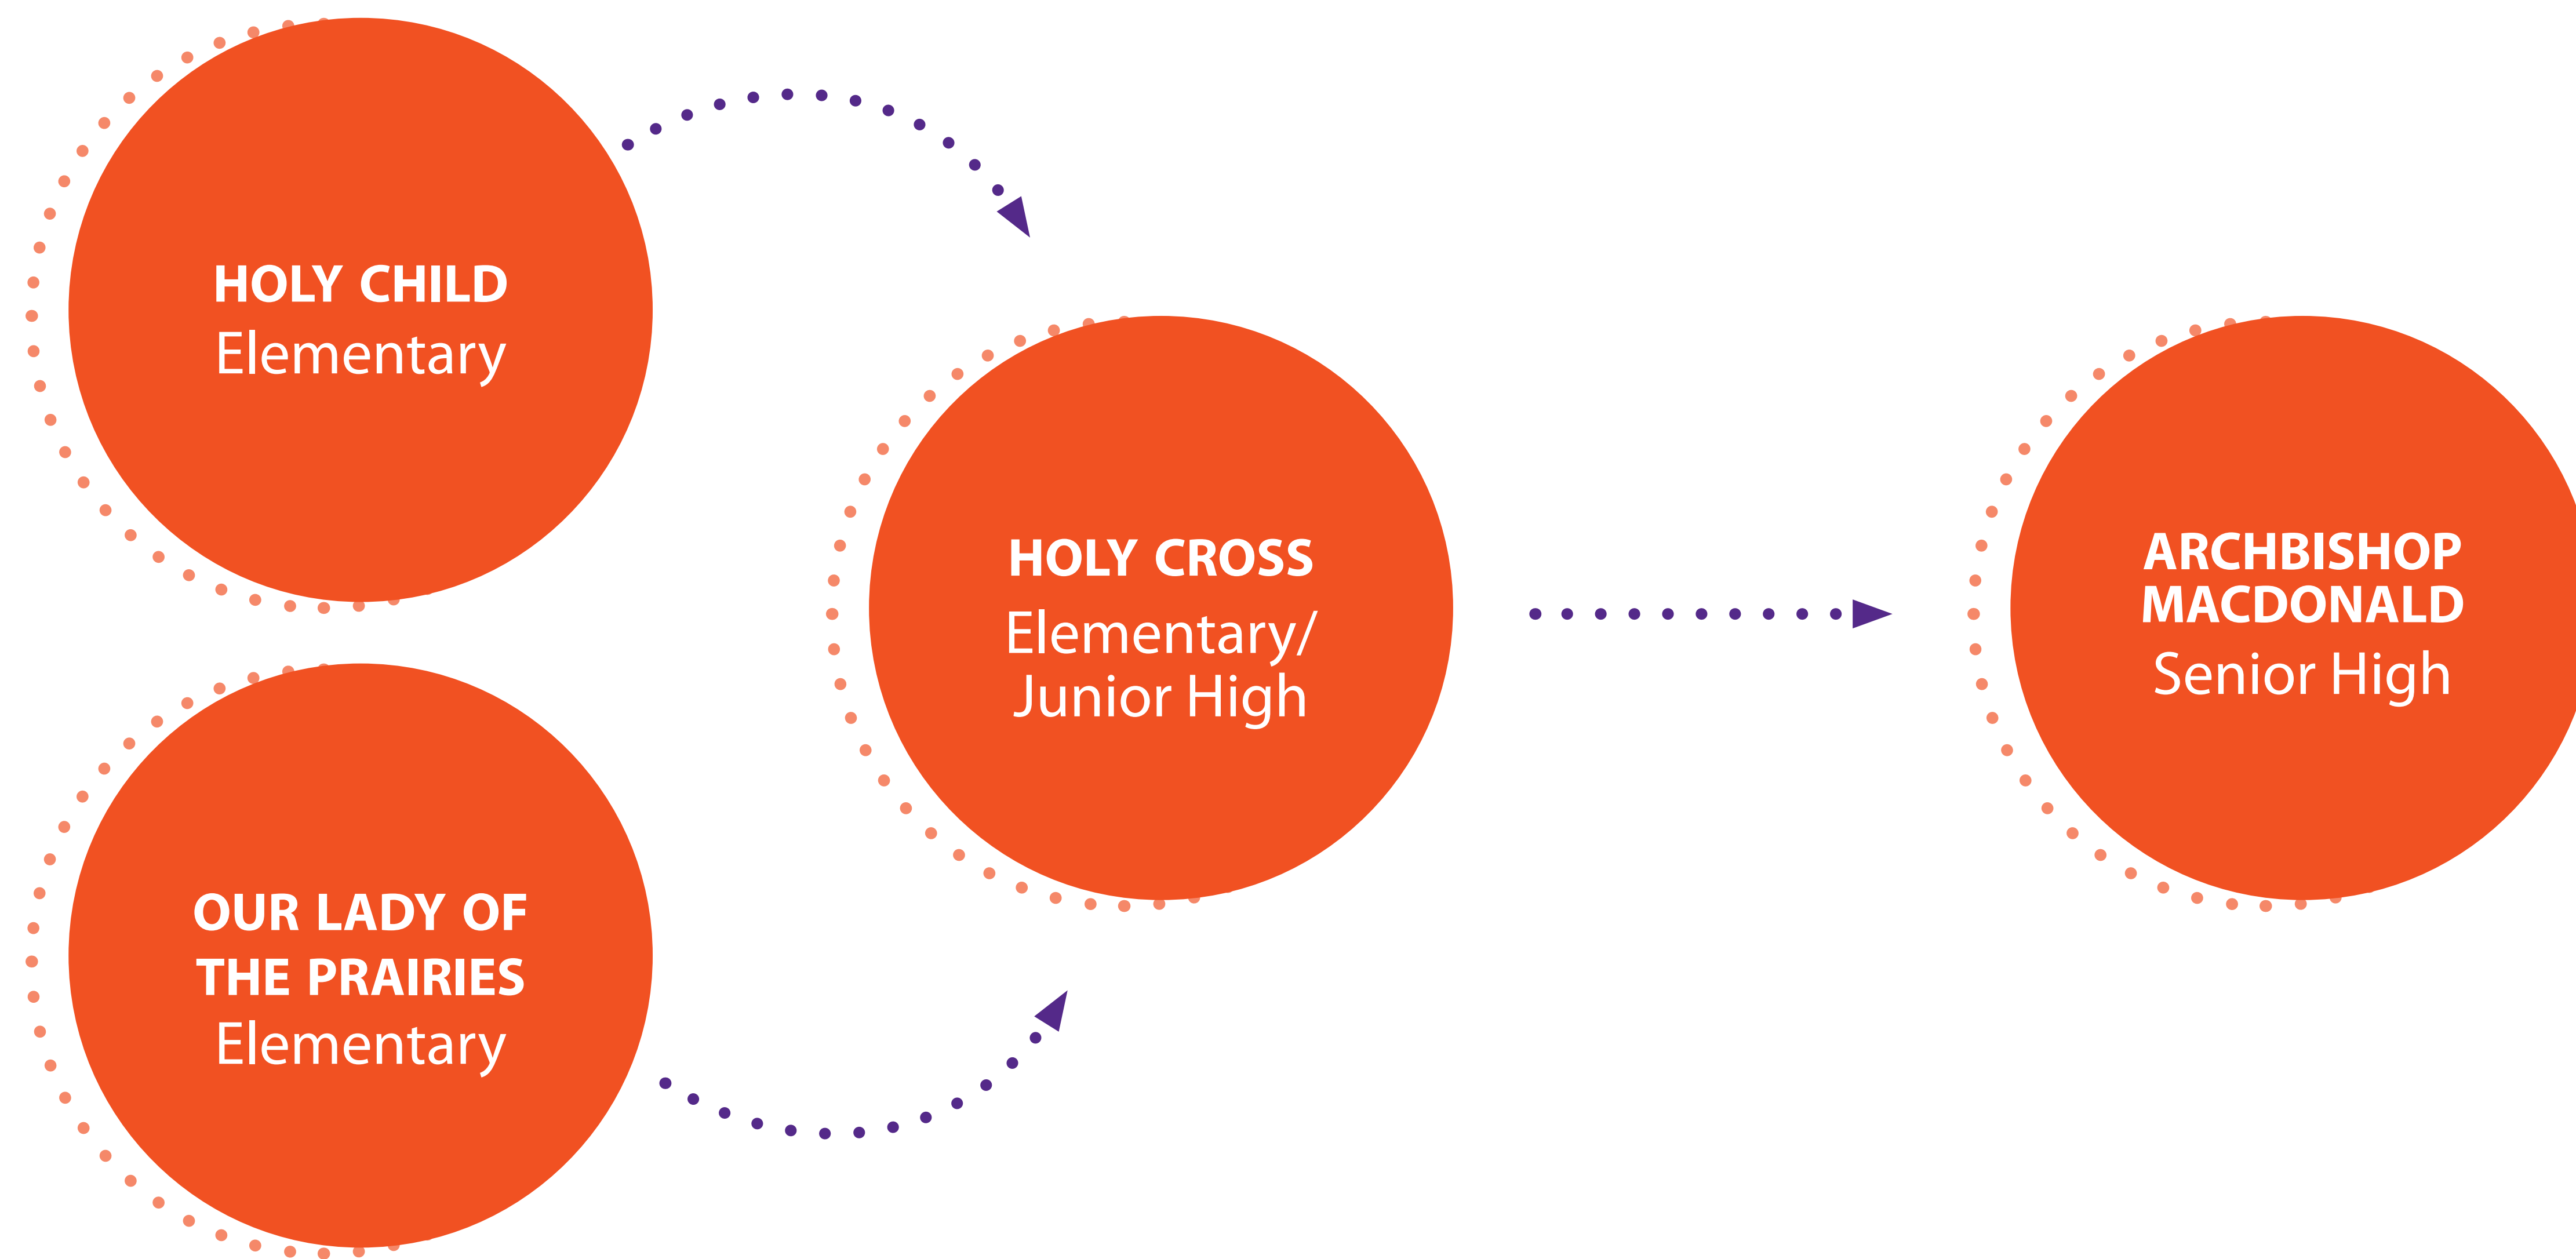 HOLY CHILD
Elementary
OUR LADY OF
THE PRAIRIES
Elementary
HOLY CROSS
Elementary/
Junior High
ARCHBISHOP
MACDONALD
Senior High